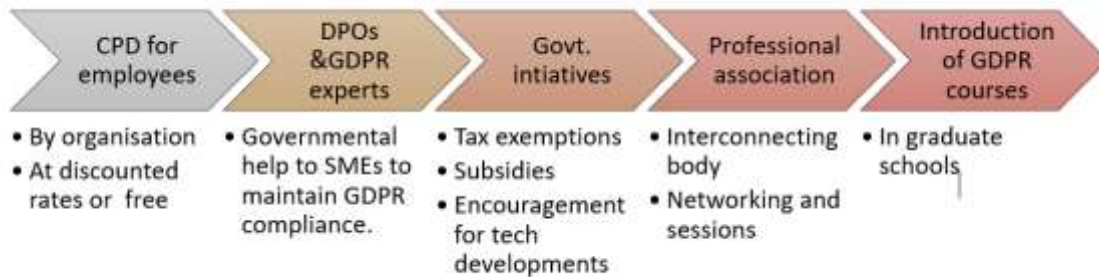 CPD for
employees
• By organisation
• At discounted
rates or free
DPOs
&GDPR
experts
• Governmental
help to SMEs to
maintain GDPR
compliance.
Govt.
intiatives
• Tax exemptions
• Subsidies
• Encouragement
for tech
developments
Professional
association
• Interconnecting
body
• Networking and
sessions
Introduction
of GDPR
courses
• In graduate
schools